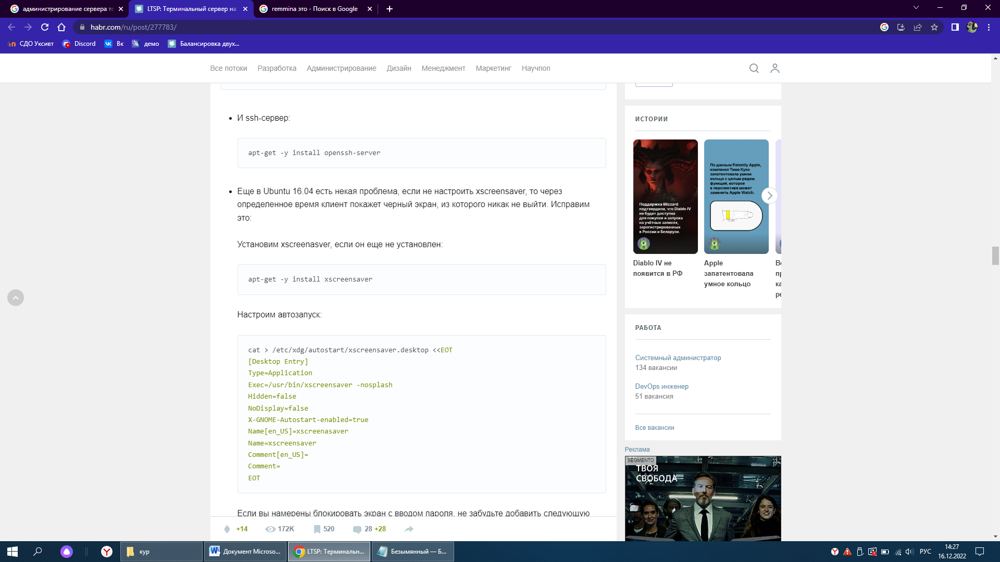 администрирование сервера те
LTSP: Терминальный сервер на
remmina это - Поиск в Google
habr.com/ru/post/277783/
СДО Уксивт
Discord
Вк
демо
Балансировка двух...
Все потоки
Разработка
Администрирование
Дизайн
Менеджмент
Маркетинг
Научпоп
И ssh-сервер:
apt-get -y install openssh-server
Еще в Ubuntu 16.04 есть некая проблема, если не настроить xscreensaver, то через
определенное время клиент покажет черный экран, из которого никак не выйти. Исправим
это:
Установим xscreenasver, если он еще не установлен:
apt-get -y install xscreensaver
Настроим автозапуск:
cat > /etc/xdg/autostart/xscreensaver.desktop <<EOT
[Desktop Entry]
Type=Application
Exec=/usr/bin/xscreensaver -nosplash
Hidden=false
NoDisplay=false
X-GNOME-Autostart-enabled=true
Name[en_US]=xscreenasaver
Name=xscreensaver
Comment[en_US]=
Comment=
EOT
Если вы намерены блокировать экран с вводом пароля, не забудьте добавить следующую
+14
172K
520
28 +28
ИСТОРИИ
Поддержка Blizzard
подтвердила, что Diablo IV
не будет доступна
для покупки и запуска
на учётных записях,
зарегистрированных
в России и Беларуси.
По данным Patently Apple,
компания Тима Кука
запатентовала умное
кольцо с целым рядом
функций, которое
в перспективе может
заменить Apple Watch.
Diablo IV не
появится в РФ
Apple
запатентовала
умное кольцо
РАБОТА
Системный администратор
134 вакансии
DevOps инженер
51 вакансия
Все вакансии
Реклама
SEGMENTO
ТВОЯ
СВОБОДА
кур
Документ Microso...
LTSP: Терминальн...
Безымянный — Б...
РУС
14:27
16.12.2022